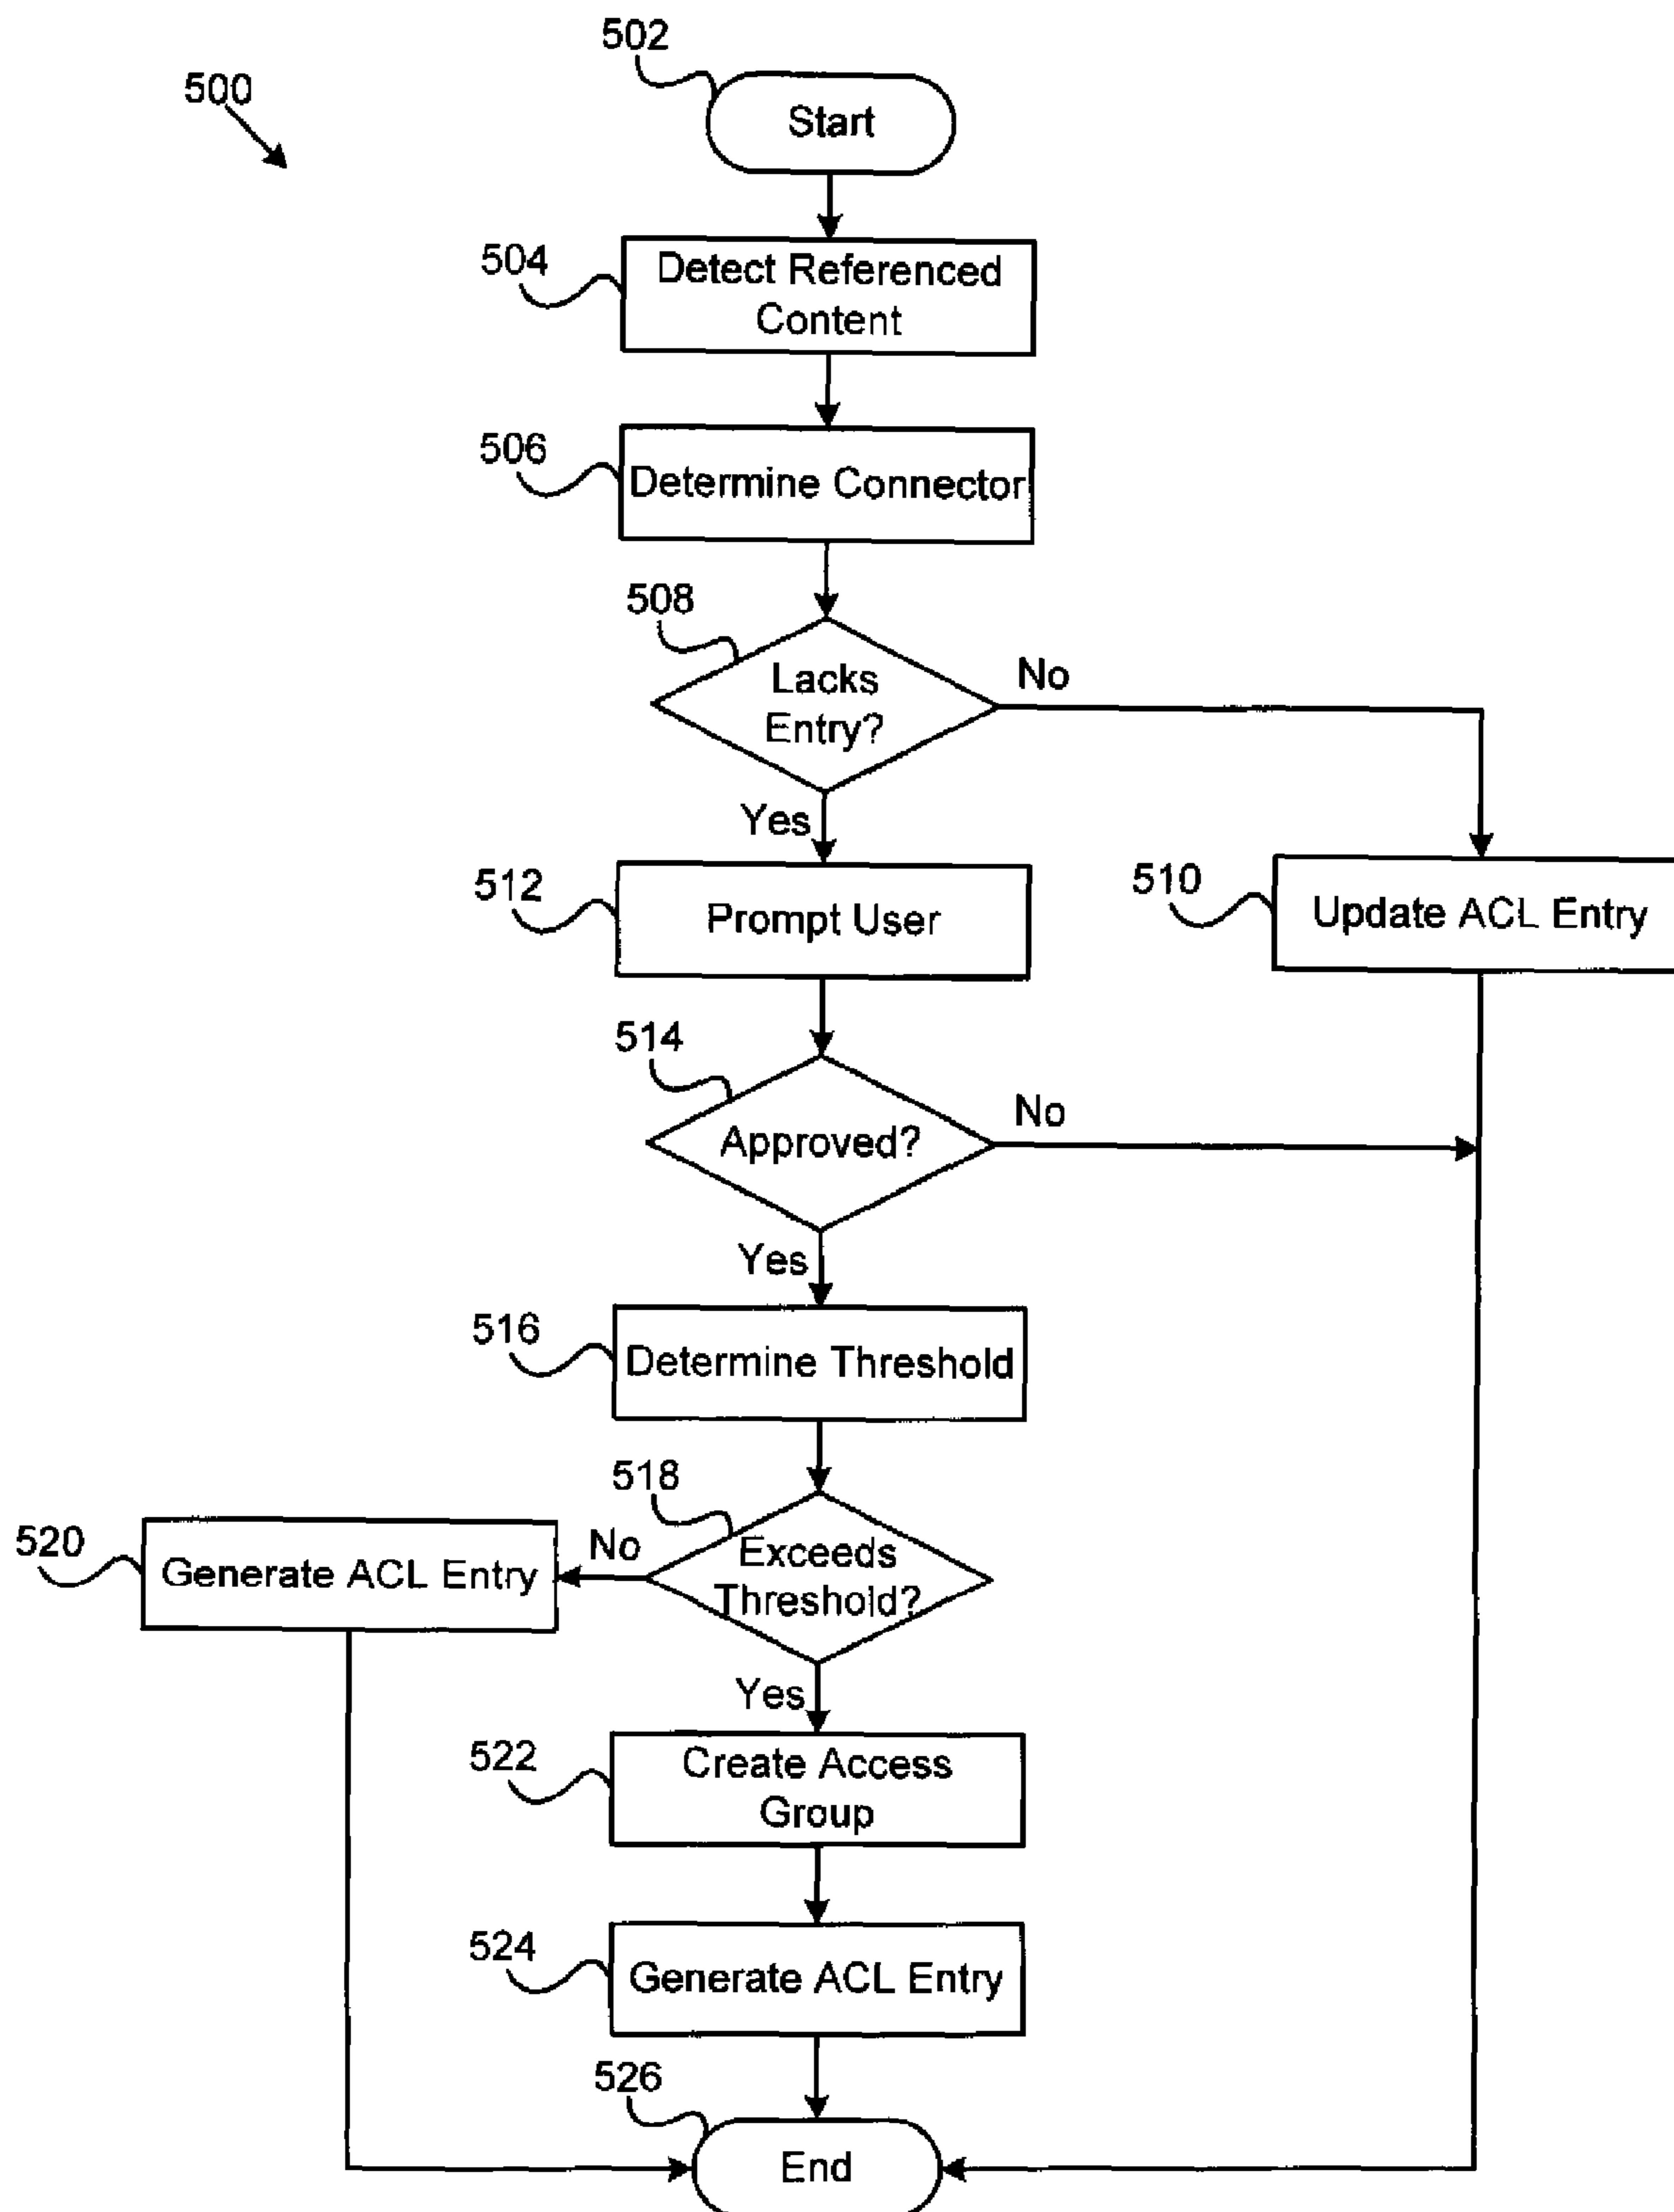 502
500
Start
504
Detect Referenced
Content
506
Determine Connector
508
Lacks
Entry?
No
Yes
512
Prompt User
510
Update ACL Entry
514
Approved?
No
Yes
516
Determine Threshold
518
Exceeds
Threshold?
No
520
Generate ACL Entry
Yes
522
Create Access
Group
524
Generate ACL Entry
526
End